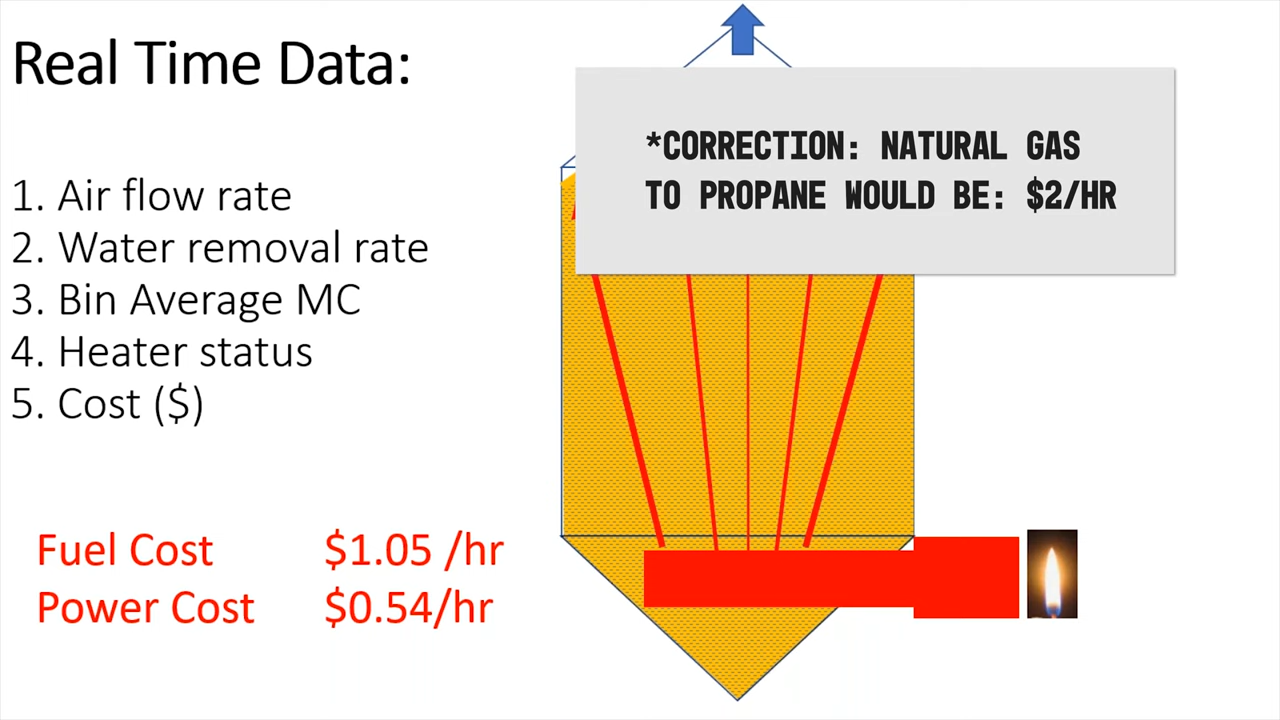 Real Time Data:
*CORRECTION: NATURAL GAS
TO PROPANE WOULD BE: $2/HR
1. Air flow rate
2. Water removal rate
3. Bin Average MC
4. Heater status
5. Cost ($)
Fuel Cost $1.05 /hr
Power Cost $0.54/hr